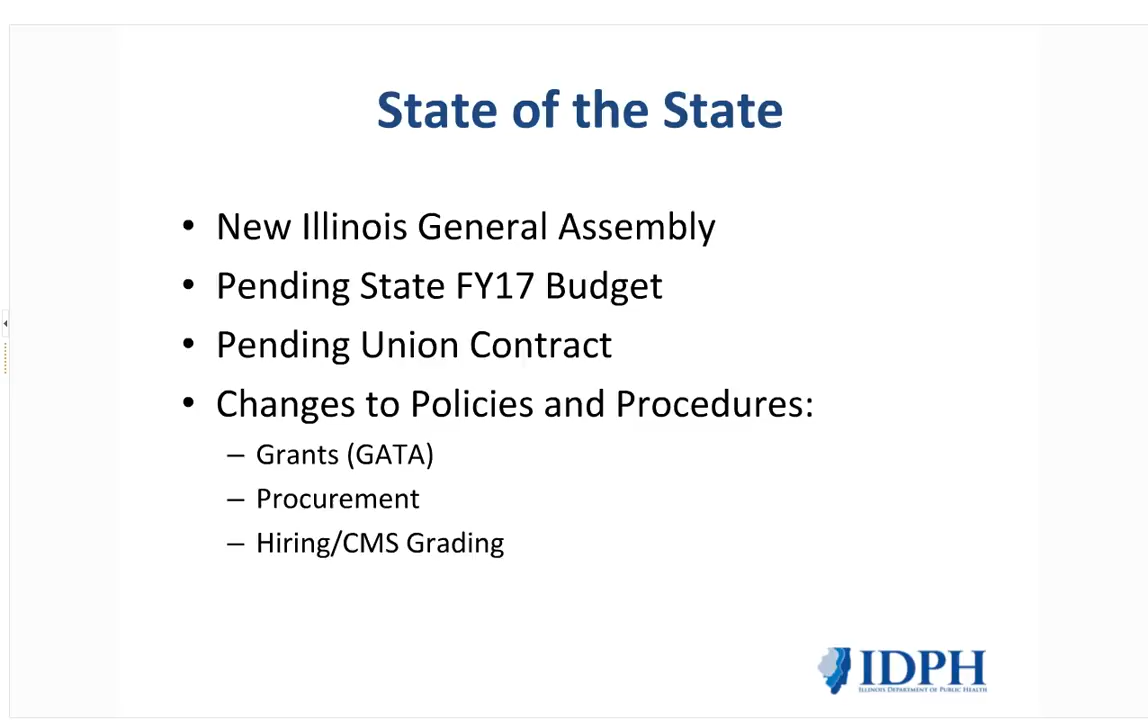 State of the State
• New Illinois General Assembly
• Pending State FY17 Budget
• Pending Union Contract
• Changes to Policies and Procedures:
– Grants (GATA)
– Procurement
– Hiring/CMS Grading
IDPH
ILLINOIS DEPARTMENT OF PUBLIC HEALTH